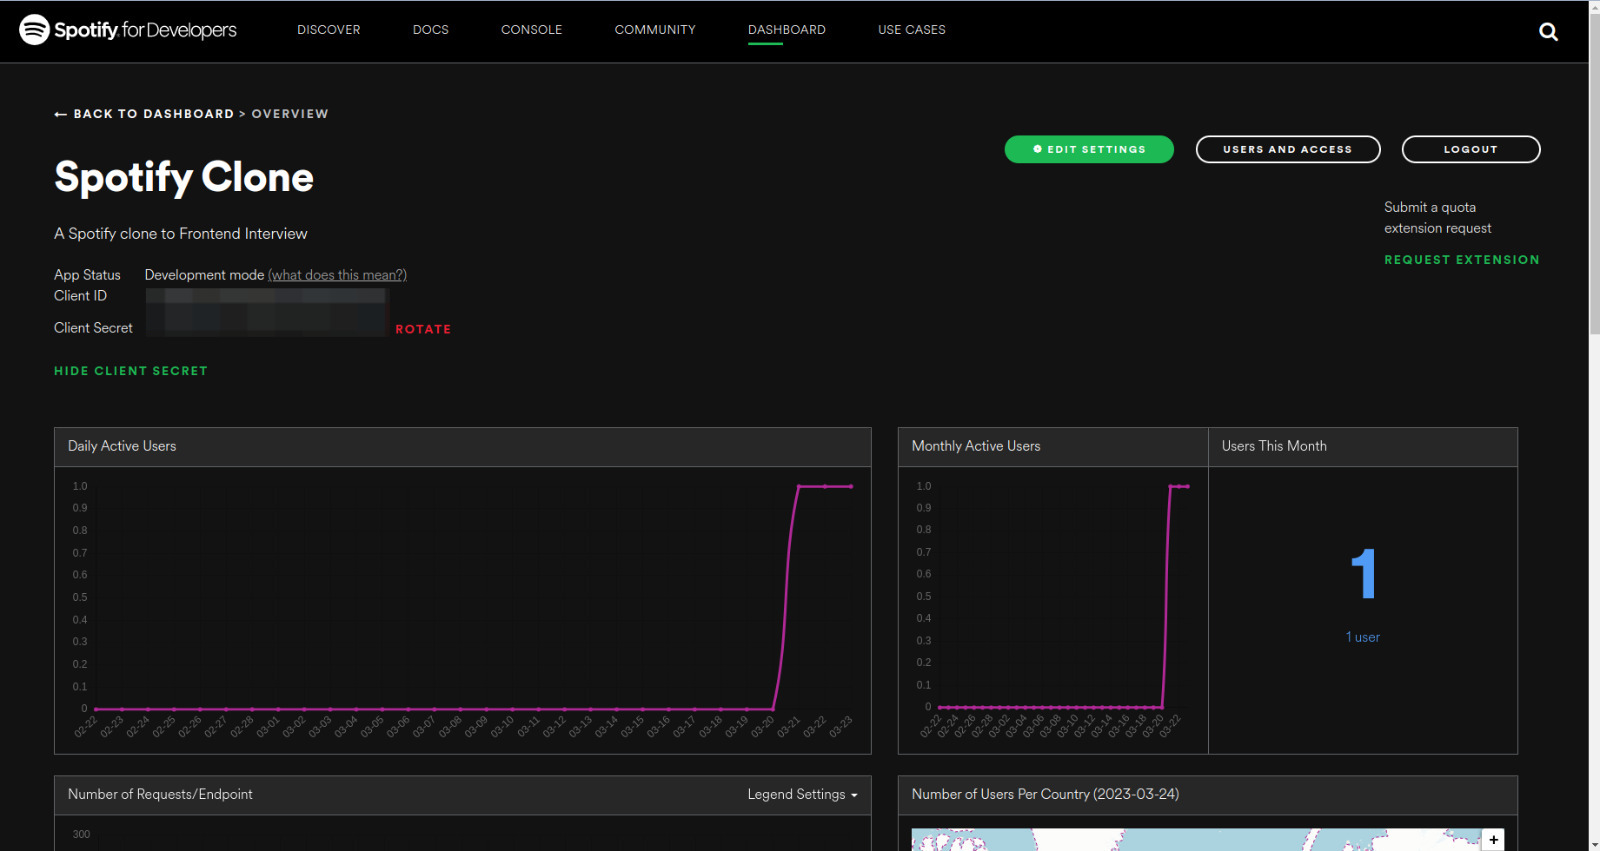 Spotify for Developers
DISCOVER DOCS CONSOLE COMMUNITY DASHBOARD USE CASES
← BACK TO DASHBOARD > OVERVIEW
EDIT SETTINGS USERS AND ACCESS LOGOUT
Spotify Clone
Submit a quota
extension request
A Spotify clone to Frontend Interview
REQUEST EXTENSION
App Status Development mode (what does this mean?)
Client ID
Client Secret ROTATE
HIDE CLIENT SECRET
Daily Active Users
1.0
0.9
0.8
0.7
0.6
0.5
0.4
0.3
0.2
0.1
0
02-22 02-23 02-24 02-25 02-26 02-27 02-28 03-01 03-02 03-03 03-04 03-05 03-06 03-07 03-08 03-09 03-10 03-11 03-12 03-13 03-14 03-15 03-16 03-17 03-18 03-19 03-20 03-21 03-22 03-23
Monthly Active Users
1.0
0.9
0.8
0.7
0.6
0.5
0.4
0.3
0.2
0.1
0
02-22 02-24 02-26 02-28 03-02 03-04 03-06 03-08 03-10 03-12 03-14 03-16 03-18 03-20 03-22
Users This Month
1
1 user
Number of Requests/Endpoint Legend Settings
300
Number of Users Per Country (2023-03-24)
+